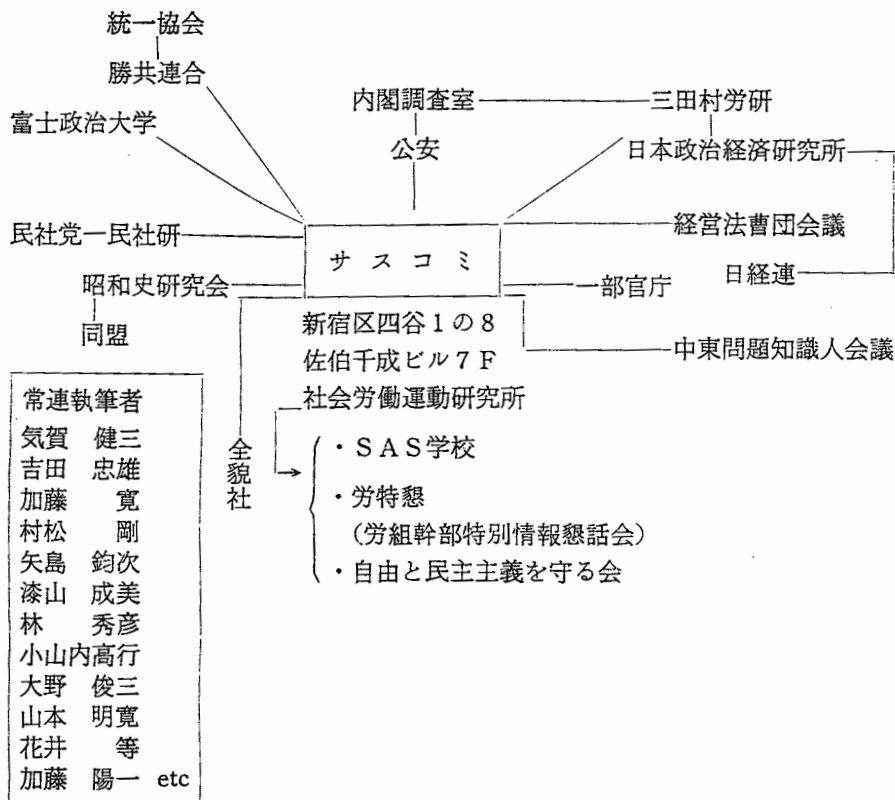 統一協会
勝共連合
富士政治大学
内閣調査室
三田村労研
公安
日本政治経済研究所
民社党―民社研
経営法曹団会議
サスコミ
日経連
昭和史研究会
一部官庁
同盟
新宿区四谷1の8
佐伯千成ビル7F
中東問題知識人会議
社会労働運動研究所
全貌社
・SAS学校
・労特懇
（労組幹部特別情報懇話会）
・自由と民主主義を守る会
常連執筆者
気賀 健三
吉田 忠雄
加藤 寛
村松 剛
矢島 鈞次
漆山 成美
林 秀彦
小山内高行
大野 俊三
山本 明寛
花井 等
加藤 陽一 etc